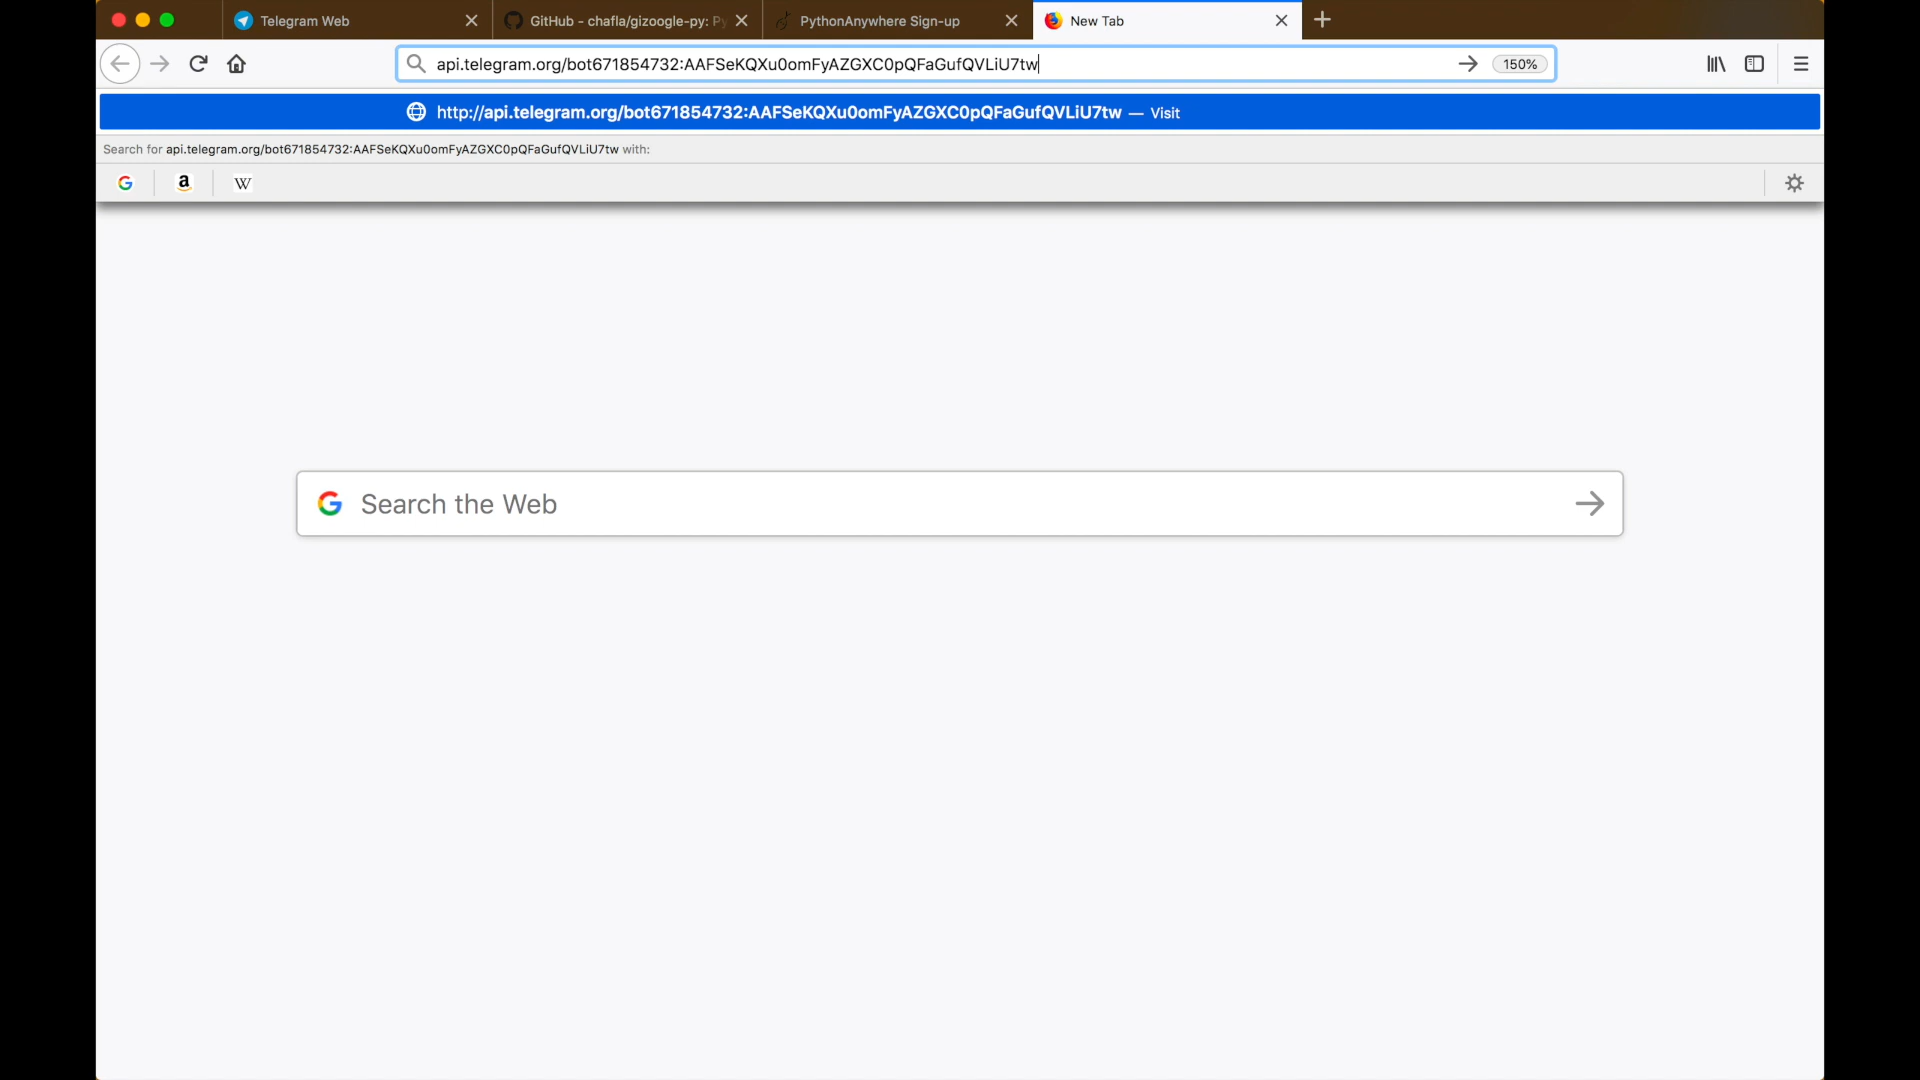 Telegram Web
GitHub - chafla/gizoogle-py: Py
PythonAnywhere Sign-up
New Tab
api.telegram.org/bot671854732:AAFSeKQXu0omFyAZGXC0pQFaGufQVLiU7tw
150%
http://api.telegram.org/bot671854732:AAFSeKQXu0omFyAZGXC0pQFaGufQVLiU7tw — Visit
Search for api.telegram.org/bot671854732:AAFSeKQXu0omFyAZGXC0pQFaGufQVLiU7tw with:
Search the Web